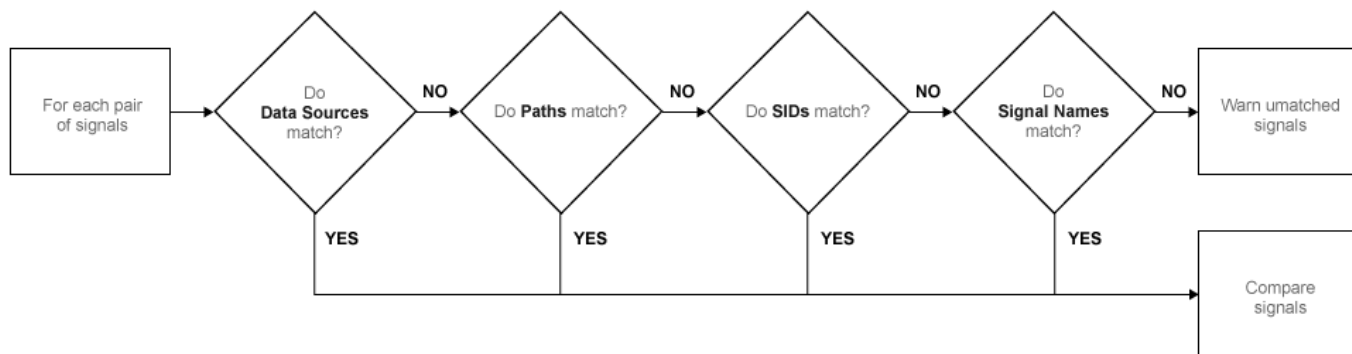 For each pair
of signals
Do
Data Sources
match?
NO
Do Paths match?
NO
Do SIDs match?
NO
Do
Signal Names
match?
NO
Warn umatched
signals
YES
YES
YES
YES
Compare
signals